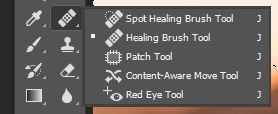 Spot Healing Brush Tool J
Healing Brush Tool J
Patch Tool J
Content-Aware Move Tool J
Red Eye Tool J